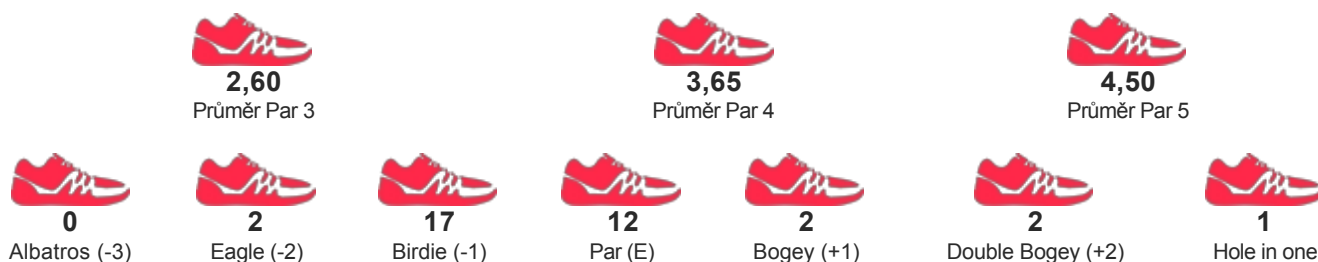 2,60 3,65 4,50
Průměr Par 3 Průměr Par 4 Průměr Par 5
0 2 17 12 2 2 1
Albatros (-3) Eagle (-2) Birdie (-1) Par (E) Bogey (+1) Double Bogey (+2) Hole in one